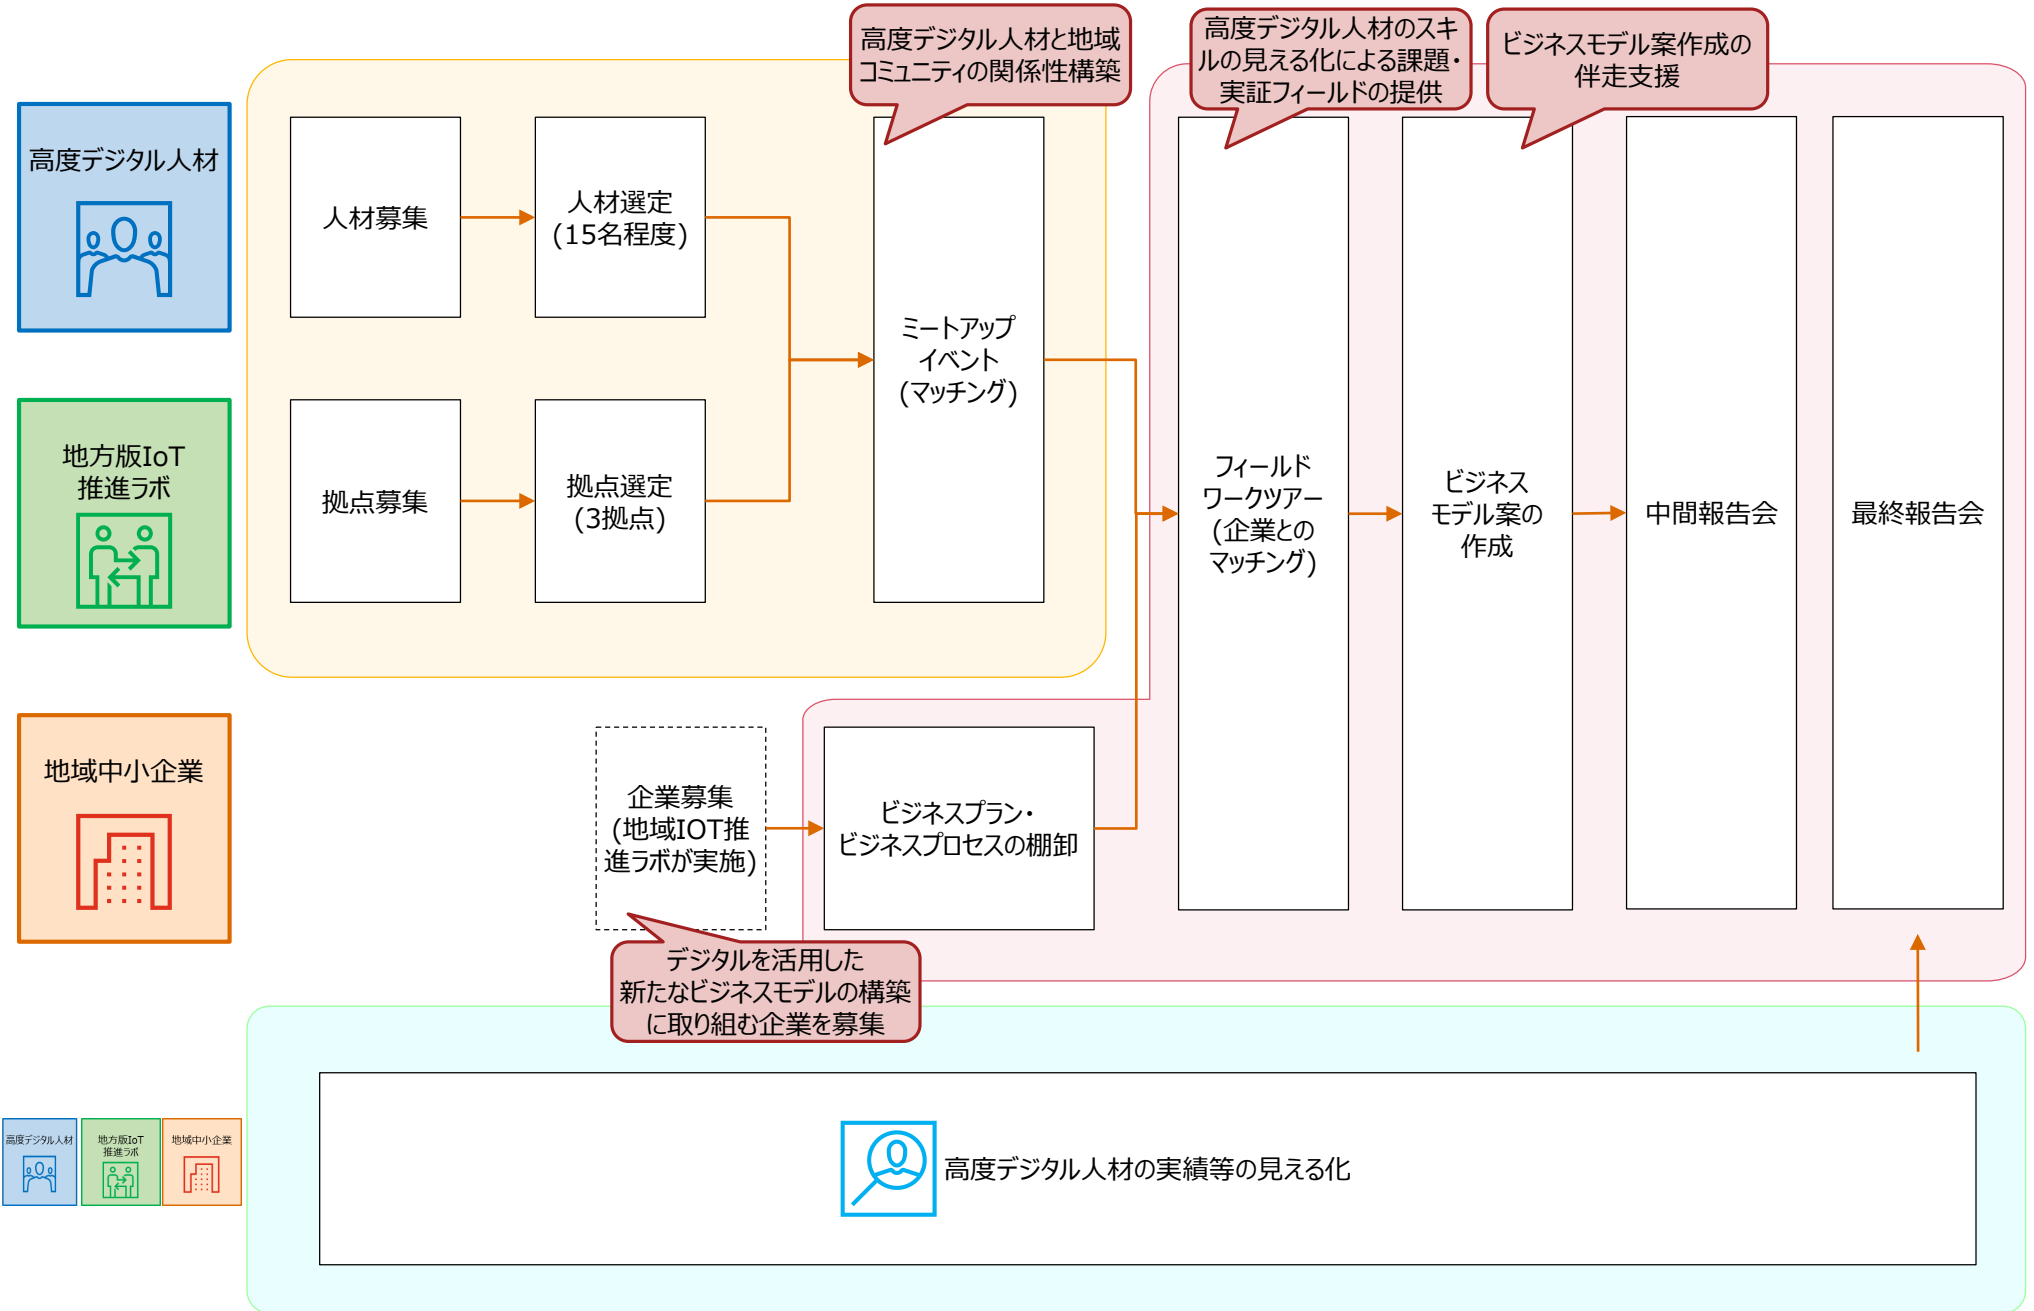 高度デジタル人材と地域
コミュニティの関係性構築
高度デジタル人材のスキ
ルの見える化による課題・
実証フィールドの提供
ビジネスモデル案作成の
伴走支援
高度デジタル人材
人材募集
人材選定
(15名程度)
ミートアップ
イベント
(マッチング)
地方版IoT
推進ラボ
拠点募集
拠点選定
(3拠点)
フィールド
ワークツアー
(企業との
マッチング)
ビジネス
モデル案の
作成
中間報告会
最終報告会
地域中小企業
企業募集
(地域IOT推
進ラボが実施)
ビジネスプラン・
ビジネスプロセスの棚卸
デジタルを活用した
新たなビジネスモデルの構築
に取り組む企業を募集
高度デジタル人材
地方版IoT
推進ラボ
地域中小企業
高度デジタル人材の実績等の見える化